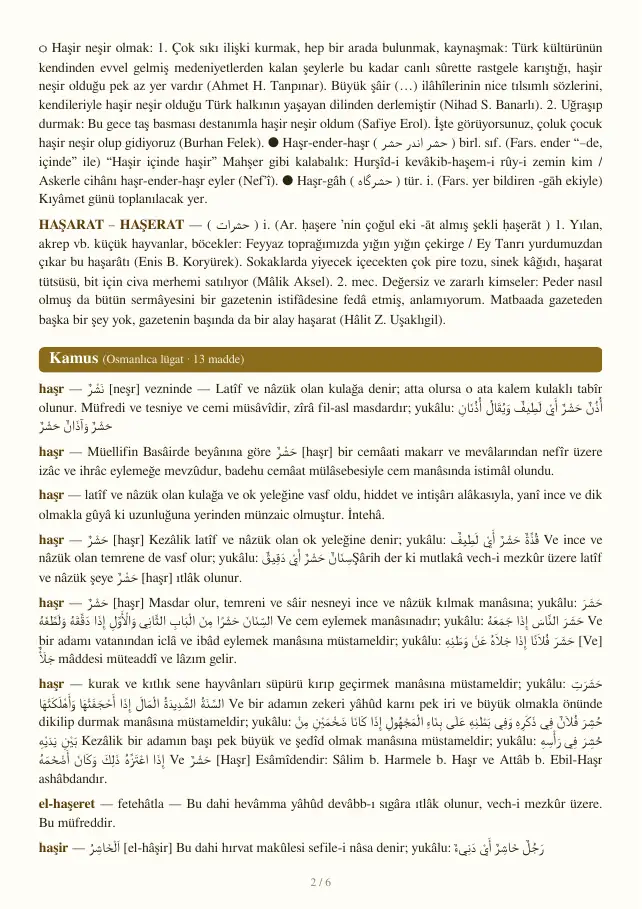 ○ Haşir neşir olmak: 1. Çok sıkı ilişki kurmak, hep bir arada bulunmak, kaynaşmak: Türk kültürünün
kendinden evvel gelmiş medeniyetlerden kalan şeylerle bu kadar canlı sûrette rastgele karıştığı, haşir
neşir olduğu pek az yer vardır (Ahmet H. Tanpınar). Büyük şâir (…) ilâhîlerinin nice tılsımlı sözlerini,
kendileriyle haşir neşir olduğu Türk halkının yaşayan dilinden derlemiştir (Nihad S. Banarlı). 2. Uğraşıp
durmak: Bu gece taş basması destanımla haşir neşir oldum (Safiye Erol). İşte görüyorsunuz, çoluk çocuk
haşir neşir olup gidiyoruz (Burhan Felek). ● Haşr-ender-haşr ( حشر اندر حشر ) birl. sıf. (Fars. ender “–de,
içinde” ile) “Haşir içinde haşir” Mahşer gibi kalabalık: Hurşîd-i kevâkib-haşem-i rûy-i zemin kim /
Askerle cihânı haşr-ender-haşr eyler (Nef’î). ● Haşr-gâh ( حشرگاه ) tür. i. (Fars. yer bildiren -gāh ekiyle)
Kıyâmet günü toplanılacak yer.
HAŞARAT – HAŞERAT — ( حشرات ) i. (Ar. ḥaşere ’nin çoğul eki -āt almış şekli ḥaşerāt ) 1. Yılan,
akrep vb. küçük hayvanlar, böcekler: Feyyaz toprağımızda yığın yığın çekirge / Ey Tanrı yurdumuzdan
çıkar bu haşarâtı (Enis B. Koryürek). Sokaklarda yiyecek içecekten çok pire tozu, sinek kâğıdı, haşarat
tütsüsü, bit için civa merhemi satılıyor (Mâlik Aksel). 2. mec. Değersiz ve zararlı kimseler: Peder nasıl
olmuş da bütün sermâyesini bir gazetenin istifâdesine fedâ etmiş, anlamıyorum. Matbaada gazeteden
başka bir şey yok, gazetenin başında da bir alay haşarat (Hâlit Z. Uşaklıgil).
Kamus (Osmanlıca lügat · 13 madde)
haşr — نَشْرٌ [neşr] vezninde — Latîf ve nâzük olan kulağa denir; atta olursa o ata kalem kulaklı tabîr
olunur. Müfredi ve tesniye ve cemi müsâvîdir, zîrâ fil-asl masdardır; yukâlu: أُذُنٌ حَشْرٌ أَيْ لَطِيفٌ وَيُقَالُ أُذُنَانِ
حَشْرٌ وَآذَانٌ حَشْرٌ
haşr — Müellifin Basâirde beyânına göre حَشْرٌ [haşr] bir cemâati makarr ve mevâlarından nefîr üzere
izâc ve ihrâc eylemeğe mevzûdur, badehu cemâat mülâsebesiyle cem manâsında istimâl olundu.
haşr — latîf ve nâzük olan kulağa ve ok yeleğine vasf oldu, hiddet ve intişârı alâkasıyla, yanî ince ve dik
olmakla gûyâ ki uzunluğuna yerinden münzaic olmuştur. İntehâ.
haşr — حَشْرٌ [haşr] Kezâlik latîf ve nâzük olan ok yeleğine denir; yukâlu: قُذَّةٌ حَشْرٌ أَيْ لَطِيفٌ Ve ince ve
nâzük olan temrene de vasf olur; yukâlu: سِنَانٌ حَشْرٌ أَيْ دَقِيقٌŞârih der ki mutlakâ vech-i mezkûr üzere latîf
ve nâzük şeye حَشْرٌ [haşr] ıtlâk olunur.
haşr — حَشْرٌ [haşr] Masdar olur, temreni ve sâir nesneyi ince ve nâzük kılmak manâsına; yukâlu: حَشَرَ
السِّنَانَ حَشْرًا مِنَ الْبَابِ الثَّانِي وَالْأَوَّلِ إِذَا دَقَّقَهُ وَلَطَّفَهُ Ve cem eylemek manâsınadır; yukâlu: حَشَرَ النَّاسَ إِذَا جَمَعَهُ Ve
bir adamı vatanından iclâ ve ibâd eylemek manâsına müstameldir; yukâlu: حَشَرَ فُلَانًا إِذَا جَلَاهُ عَنْ وَطَنِهِ [Ve]
جَلَأَ mâddesi müteaddî ve lâzım gelir.
haşr — kurak ve kıtlık sene hayvânları süpürü kırıp geçirmek manâsına müstameldir; yukâlu: حَشَرَتِ
السَّنَةُ الشَّدِيدَةُ الْمَالَ إِذَا أَجْحَفَتْهَا وَأَهْلَكَتْهَا Ve bir adamın zekeri yâhûd karnı pek iri ve büyük olmakla önünde
dikilip durmak manâsına müstameldir; yukâlu: حُشِرَ فُلَانٌ فِي ذَكَرِهِ وَفِي بَطْنِهِ عَلَى بِنَاءِ الْمَجْهُولِ إِذَا كَانَا ضَخْمَيْنِ مِنْ
بَيْنِ يَدَيْهِ Kezâlik bir adamın başı pek büyük ve şedîd olmak manâsına müstameldir; yukâlu: حُشِرَ فِي رَأْسِهِ
إِذَا اعْتَزَّهُ ذَلِكَ وَكَانَ أَضْخَمَهُ Ve حَشْرٌ [Haşr] Esâmîdendir: Sâlim b. Harmele b. Haşr ve Attâb b. Ebil-Haşr
ashâbdandır.
el-haşeret — fetehâtla — Bu dahi hevâmma yâhûd devâbb-ı sıgâra ıtlâk olunur, vech-i mezkûr üzere.
Bu müfreddir.
haşir — اَلْحَاشِرُ [el-hâşir] Bu dahi hırvat makûlesi sefile-i nâsa denir; yukâlu: رَجُلٌ حَاشِرٌ أَيْ دَنِيءٌ
2 / 6